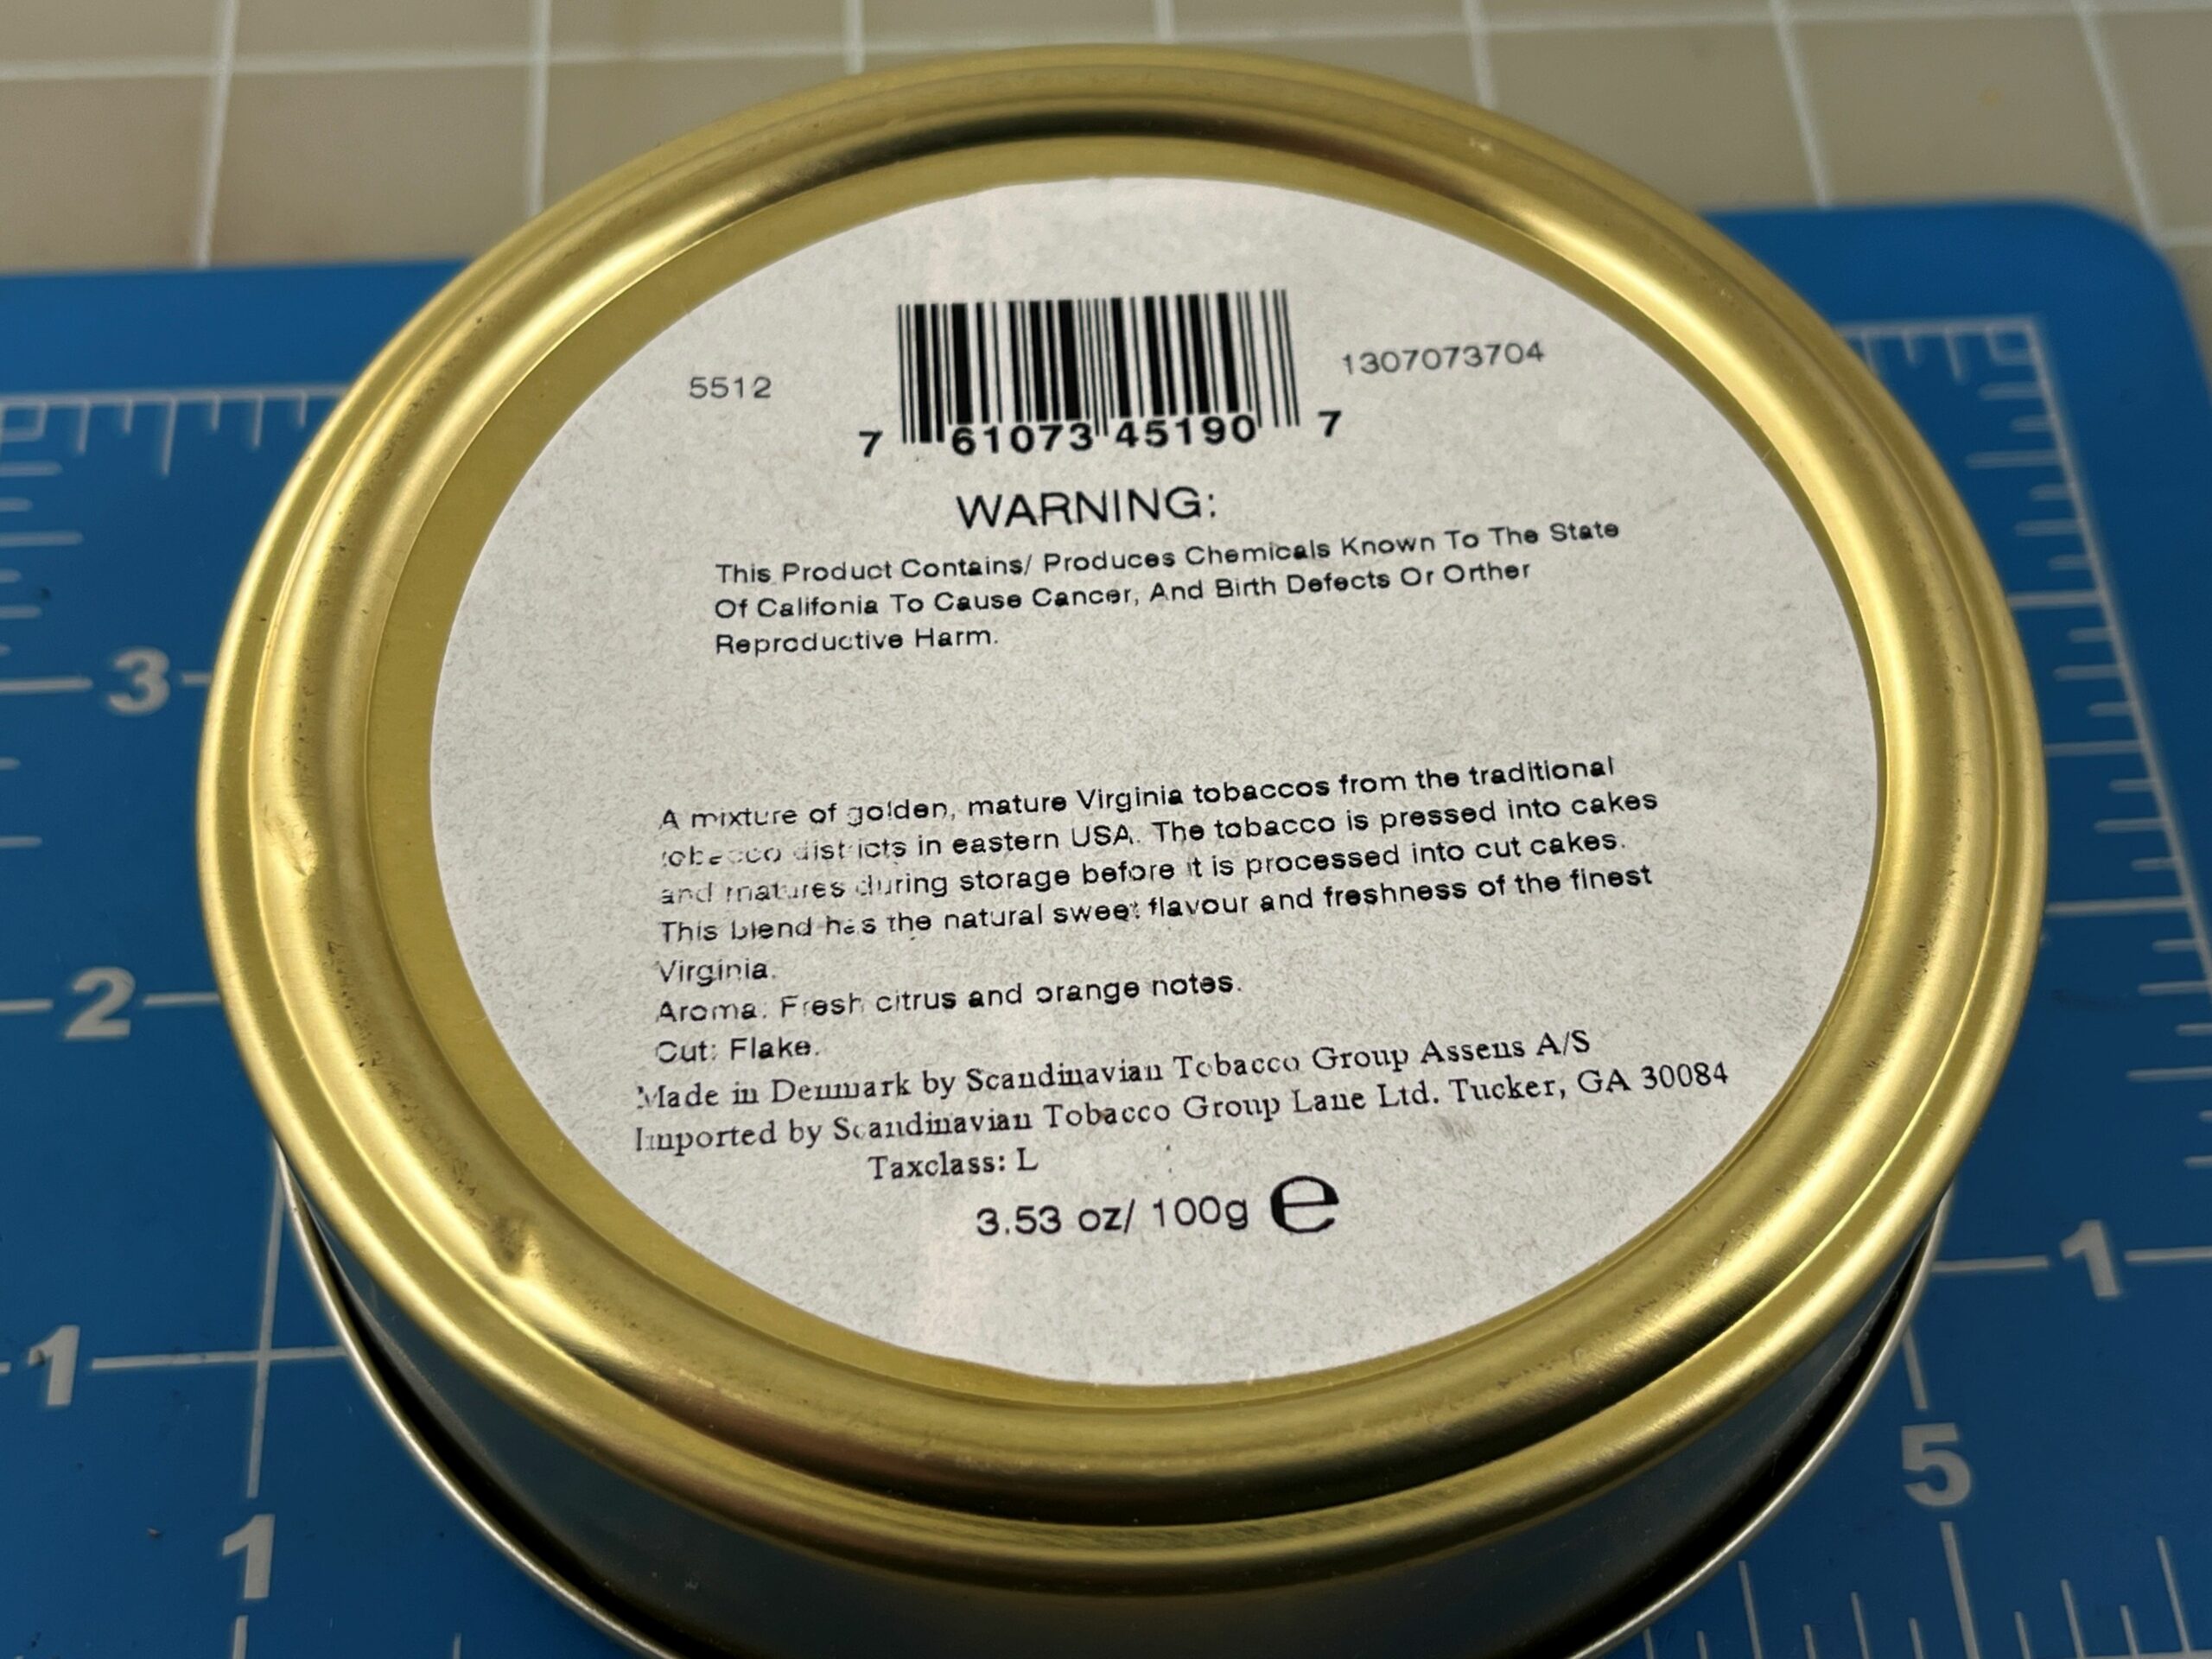 5512
1307073704
7 61073 45190 7
WARNING:
This Product Contains/ Produces Chemicals Known To The State
Of Califonia To Cause Cancer, And Birth Defects Or Orther
Reproductive Harm.
A mixture of golden, mature Virginia tobaccos from the traditional
tobacco districts in eastern USA. The tobacco is pressed into cakes
and matures during storage before it is processed into cut cakes.
This blend has the natural sweet flavour and freshness of the finest
Virginia.
Aroma: Fresh citrus and orange notes.
Cut: Flake.
Made in Denmark by Scandinavian Tobacco Group Assens A/S
Imported by Scandinavian Tobacco Group Lane Ltd. Tucker, GA 30084
Taxclass: L
3.53 oz/ 100g e
3
2
1
1
1
5